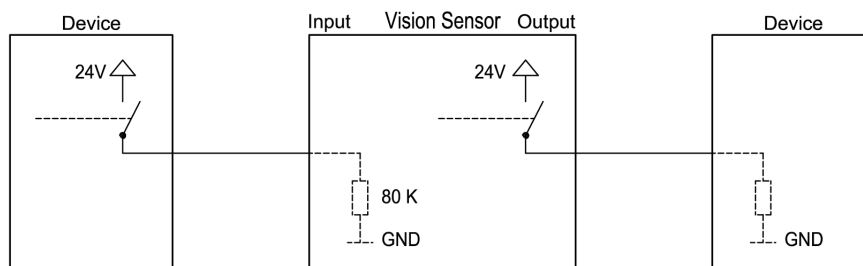 Device
Input
Vision Sensor
Output
Device
24V
24V
80 K
GND
GND